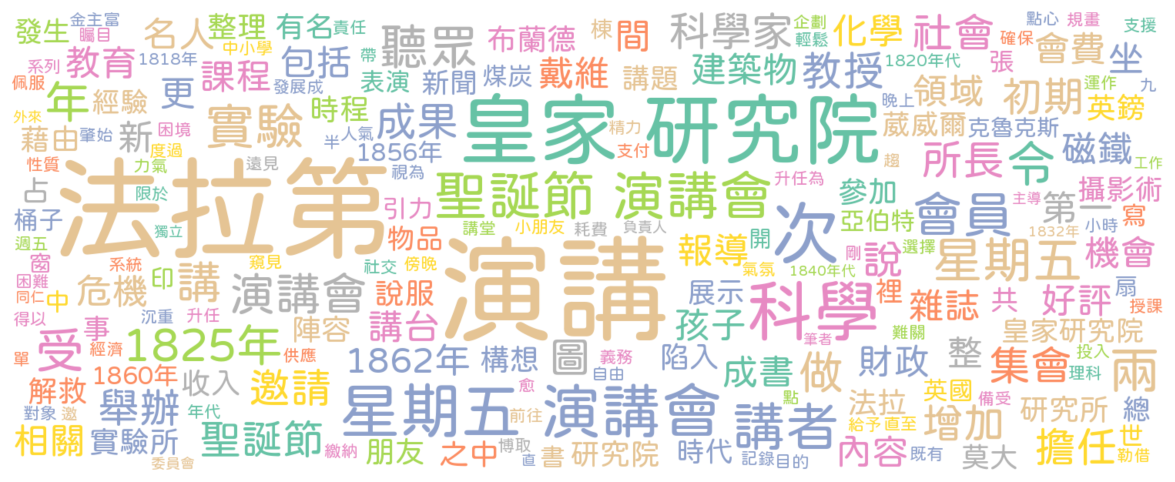 發生 金主富 矚目 名人 整理 有名 責任 聽眾 布蘭德 棟 間 科學家 企劃 輕鬆 化學 社會 點心 規畫 確保 會費 坐 支援
系列 教育 1818年 中小學 課程 包括 帶 表演 新聞 煤炭 戴維 講題 建築物 教授 1820年代 張 領域 初期 運作 九
佩服 年 經驗 更 發展成 時程 成果 皇家 研究院 晚上 英鎊
外來 藉由 肇始 新 困境 實驗 半 人氣 1856年 精力 支付 葳威爾 克魯克斯 磁鐵
性質 度過 力氣 遠見 視為 趨 所長 令 工作
占 限於 法拉第 聖誕節 演講會 升任為 參加 會員 主導 攝影術
桶子 獨立 引力 物品 講堂 小朋友 耗費 負責人 次 亞伯特 第一 寫
週五 窗 系統 窺見 社交 傍晚 演講 報導 開 剛 選擇 說 1832年 小時 機會
困難 同仁 中 危機 印 講 演講會 說服 氣氛 1840年代 星期五 裡 扇
得以 事 沉重 升任 陣容 講台 展示 孩子 科學 筆者 難關 雜誌 共 好評 授課
單 受 經濟 1825年 供應 1862年 構想 圖 義務 自由 陷入 財政 整 皇家研究院 投入 理科
解救 1860年 收入 邀請 愈 成書 做 集會 兩
對象 邀 舉辦 年代 星期五 演講會 前往 點 講者 法拉 英國 備受 增加 研究所 總
相關 實驗所 聖誕節 繳納 朋友 之中 博取 直 書 研究院 時代 記錄 目的 給予 直至 內容 既有 莫大 擔任 世 勒借
委員會